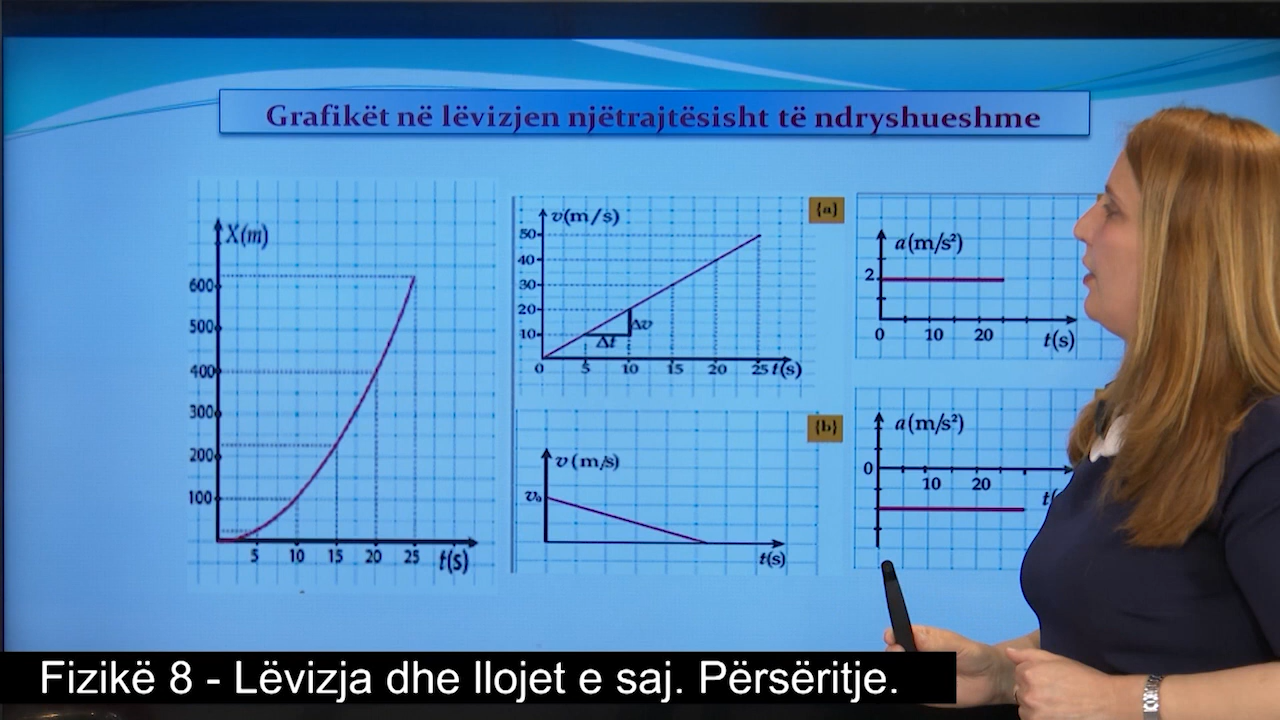 Grafikët në lëvizjen njëtrajtësisht të ndryshueshme
X(m)
600
500
400
300
200
100
5 10 15 20 25 t(s)
v(m/s)
50
40
30
20
10
Δv
Δt
0 5 10 15 20 25 t(s)
{a}
a(m/s²)
2
0 10 20 t(s)
v(m/s)
v₀
t(s)
{b}
a(m/s²)
0
10 20
Fizikë 8 - Lëvizja dhe llojet e saj. Përsëritje.